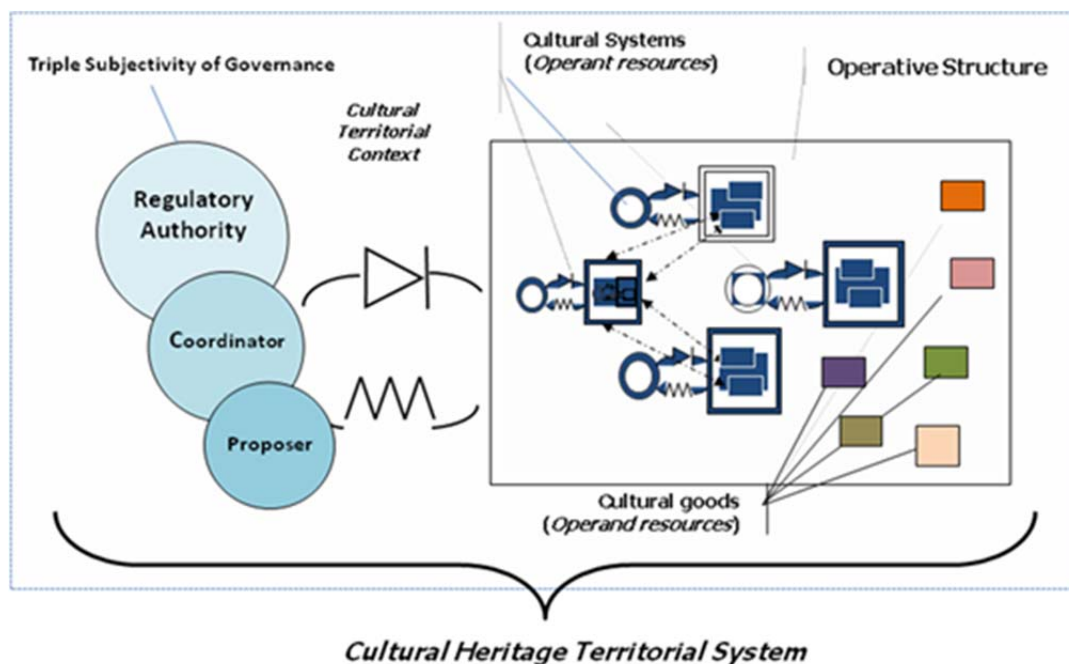 Triple Subjectivity of Governance
Regulatory
Authority
Coordinator
Proposer
Cultural
Territorial
Context
Cultural Systems
(Operant resources)
Operative Structure
Cultural goods
(Operand resources)
Cultural Heritage Territorial System